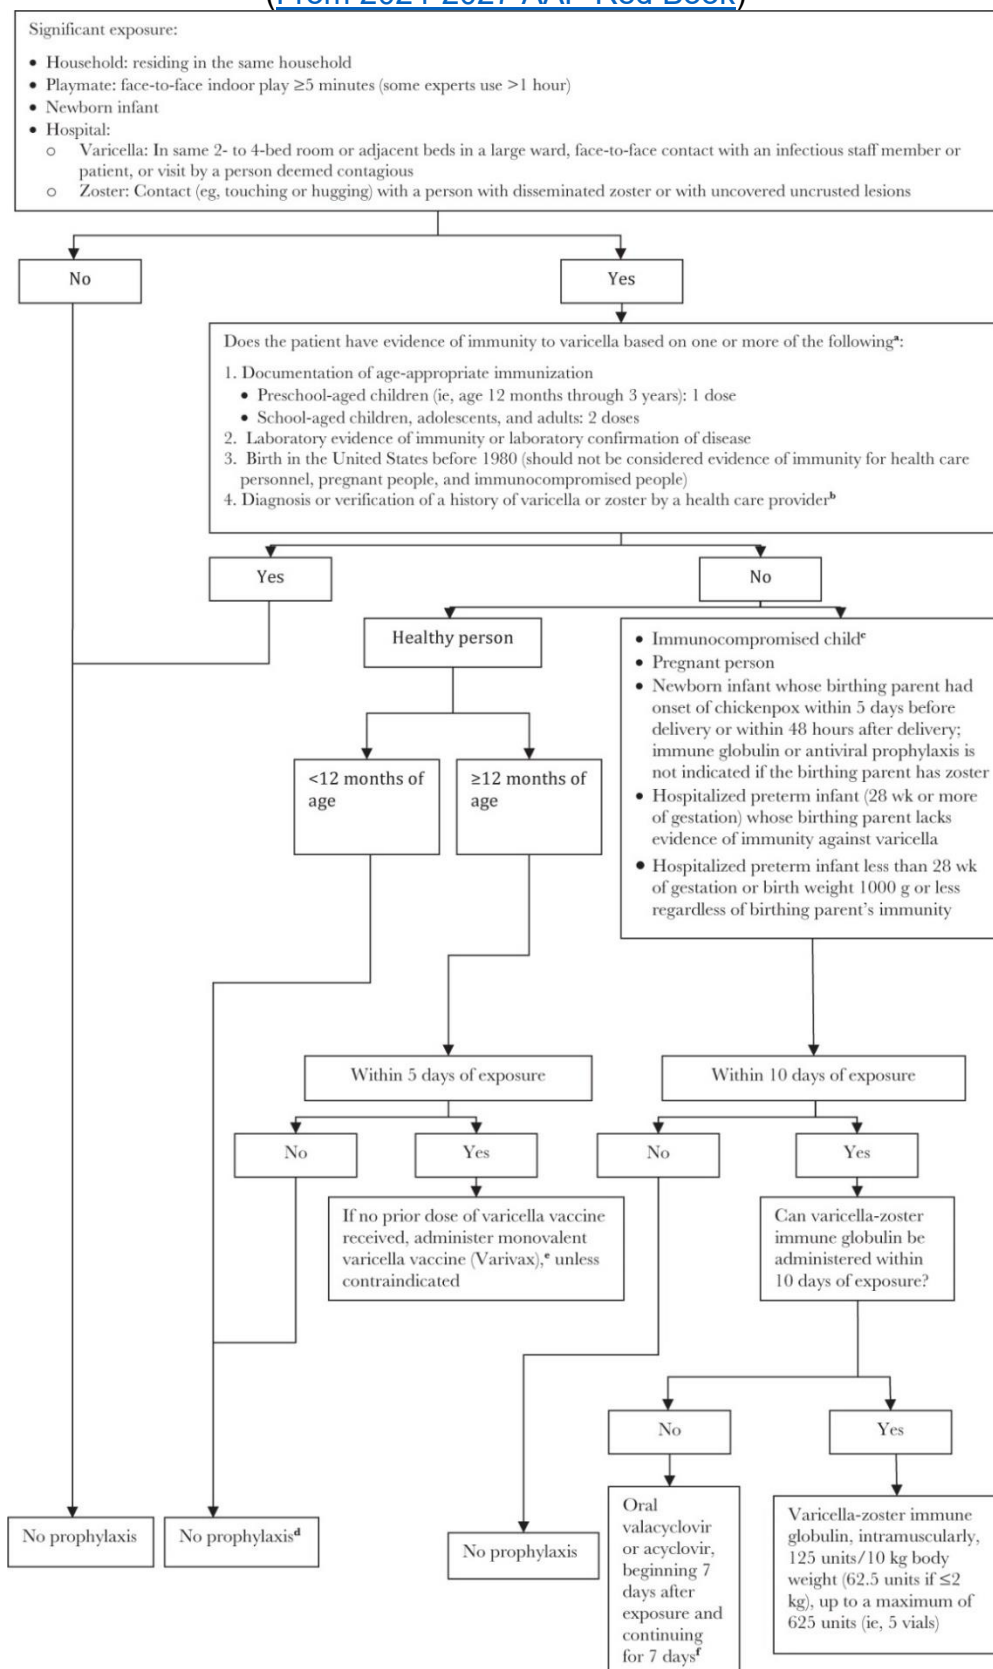 (From 2024-2027 AAP Red Book)
Significant exposure:
• Household: residing in the same household
• Playmate: face-to-face indoor play ≥5 minutes (some experts use >1 hour)
• Newborn infant
• Hospital:
o Varicella: In same 2- to 4-bed room or adjacent beds in a large ward, face-to-face contact with an infectious staff member or
patient, or visit by a person deemed contagious
o Zoster: Contact (eg, touching or hugging) with a person with disseminated zoster or with uncovered uncrusted lesions
No
Yes
Does the patient have evidence of immunity to varicella based on one or more of the followingᵃ:
1. Documentation of age-appropriate immunization
• Preschool-aged children (ie, age 12 months through 3 years): 1 dose
• School-aged children, adolescents, and adults: 2 doses
2. Laboratory evidence of immunity or laboratory confirmation of disease
3. Birth in the United States before 1980 (should not be considered evidence of immunity for health care
personnel, pregnant people, and immunocompromised people)
4. Diagnosis or verification of a history of varicella or zoster by a health care providerᵇ
Yes
No
Healthy person
• Immunocompromised childᶜ
• Pregnant person
• Newborn infant whose birthing parent had
onset of chickenpox within 5 days before
delivery or within 48 hours after delivery;
immune globulin or antiviral prophylaxis is
not indicated if the birthing parent has zoster
• Hospitalized preterm infant (28 wk or more
of gestation) whose birthing parent lacks
evidence of immunity against varicella
• Hospitalized preterm infant less than 28 wk
of gestation or birth weight 1000 g or less
regardless of birthing parent's immunity
<12 months of
age
≥12 months of
age
Within 5 days of exposure
Within 10 days of exposure
No
Yes
No
Yes
If no prior dose of varicella vaccine
received, administer monovalent
varicella vaccine (Varivax),ᵉ unless
contraindicated
Can varicella-zoster
immune globulin be
administered within
10 days of exposure?
No
Yes
No prophylaxis
No prophylaxisᵈ
No prophylaxis
Oral
valacyclovir
or acyclovir,
beginning 7
days after
exposure and
continuing
for 7 daysᶠ
Varicella-zoster immune
globulin, intramuscularly,
125 units/10 kg body
weight (62.5 units if ≤2
kg), up to a maximum of
625 units (ie, 5 vials)